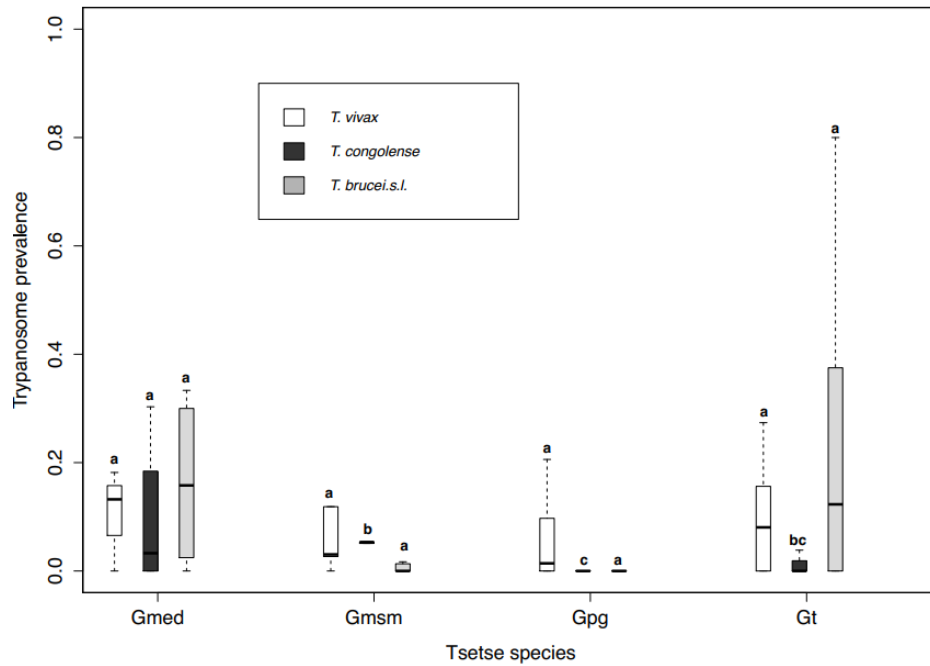 1.0
0.8
0.6
0.4
0.2
0.0
Trypanosome prevalence
T. vivax
T. congolense
T. brucei.s.l.
a
a
a
a
b
a
a
c
a
a
bc
a
Gmed
Gmsm
Gpg
Gt
Tsetse species